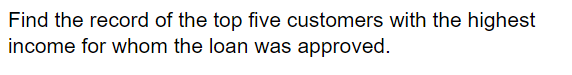 Find the record of the top five customers with the highest
income for whom the loan was approved.